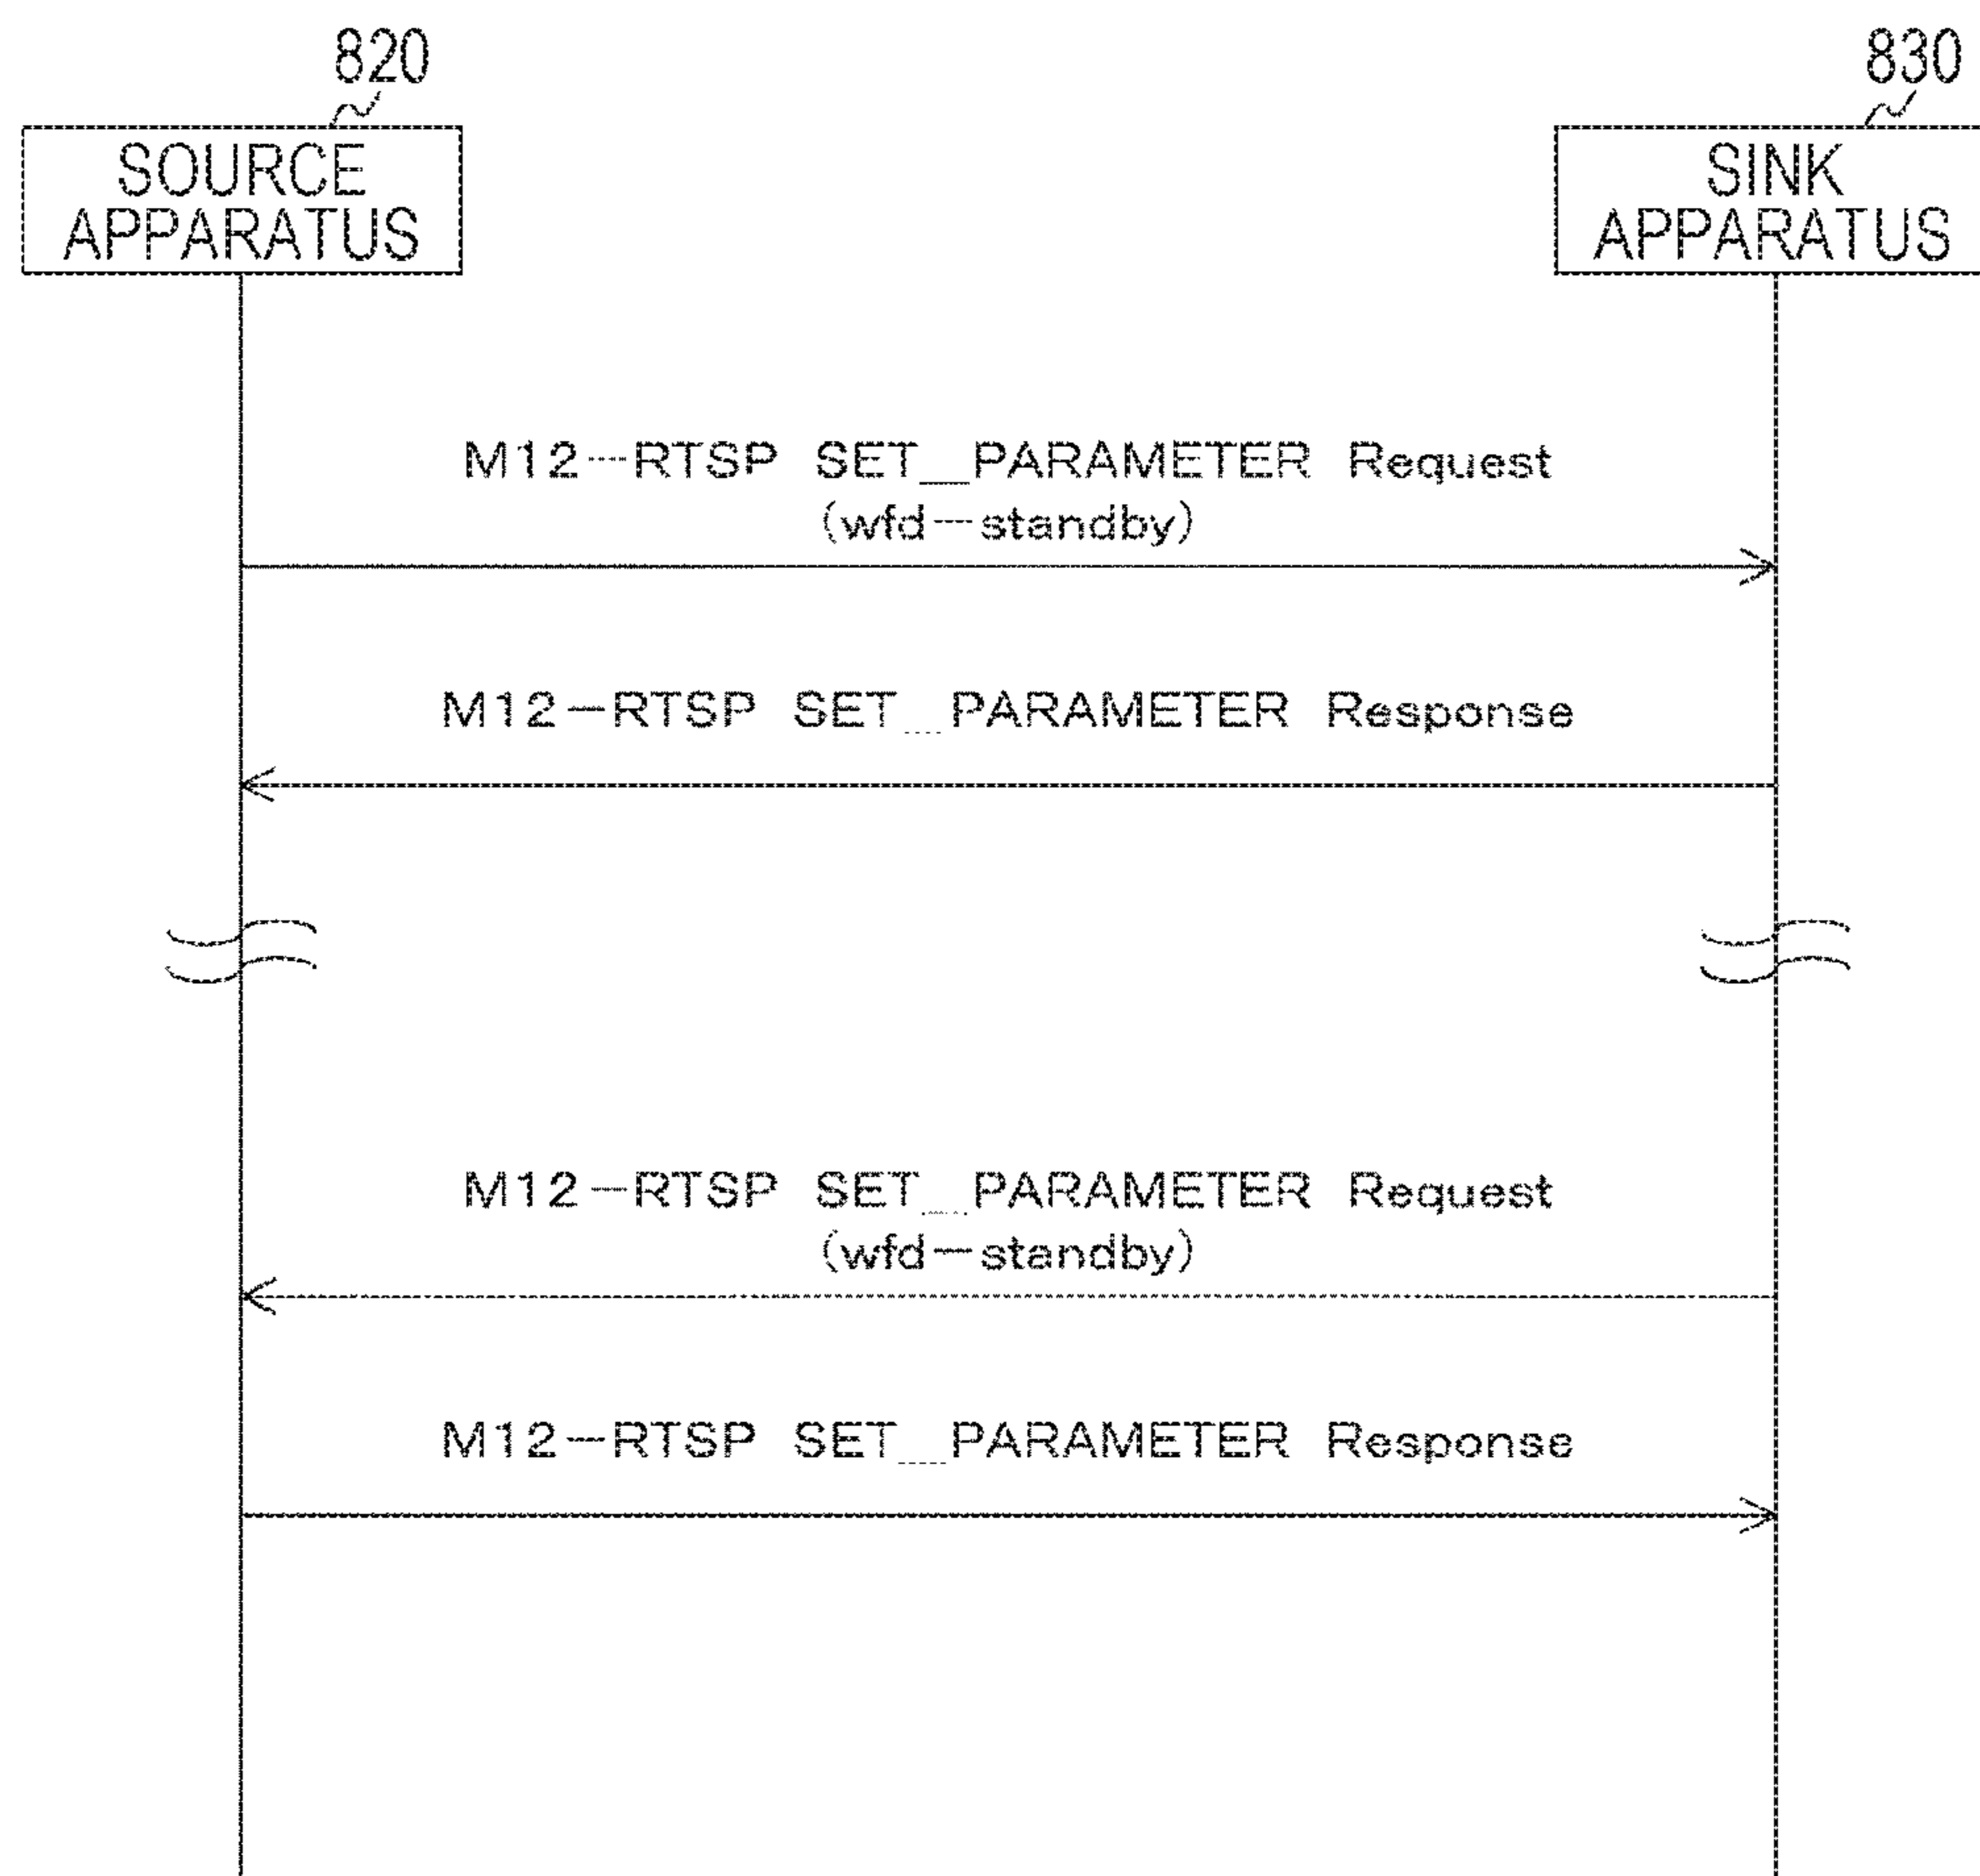 820
830
SOURCE
APPARATUS
SINK
APPARATUS
M12-RTSP SET_PARAMETER Request
(wfd-standby)
M12-RTSP SET_PARAMETER Response
M12-RTSP SET_PARAMETER Request
(wfd-standby)
M12-RTSP SET_PARAMETER Response